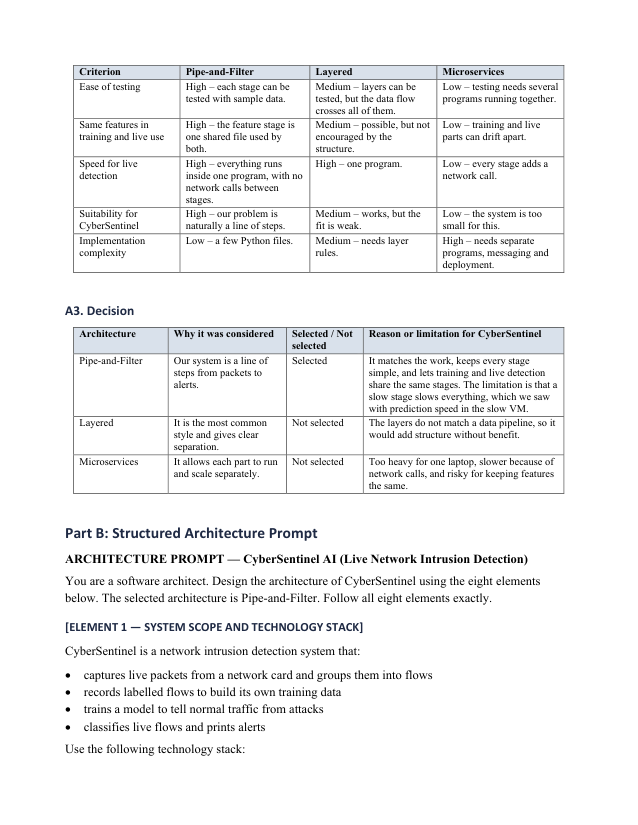 Criterion Pipe-and-Filter Layered Microservices
Ease of testing High – each stage can be tested with sample data. Medium – layers can be tested, but the data flow crosses all of them. Low – testing needs several programs running together.
Same features in training and live use High – the feature stage is one shared file used by both. Medium – possible, but not encouraged by the structure. Low – training and live parts can drift apart.
Speed for live detection High – everything runs inside one program, with no network calls between stages. High – one program. Low – every stage adds a network call.
Suitability for CyberSentinel High – our problem is naturally a line of steps. Medium – works, but the fit is weak. Low – the system is too small for this.
Implementation complexity Low – a few Python files. Medium – needs layer rules. High – needs separate programs, messaging and deployment.
A3. Decision
Architecture Why it was considered Selected / Not selected Reason or limitation for CyberSentinel
Pipe-and-Filter Our system is a line of steps from packets to alerts. Selected It matches the work, keeps every stage simple, and lets training and live detection share the same stages. The limitation is that a slow stage slows everything, which we saw with prediction speed in the slow VM.
Layered It is the most common style and gives clear separation. Not selected The layers do not match a data pipeline, so it would add structure without benefit.
Microservices It allows each part to run and scale separately. Not selected Too heavy for one laptop, slower because of network calls, and risky for keeping features the same.
Part B: Structured Architecture Prompt
ARCHITECTURE PROMPT — CyberSentinel AI (Live Network Intrusion Detection)
You are a software architect. Design the architecture of CyberSentinel using the eight elements
below. The selected architecture is Pipe-and-Filter. Follow all eight elements exactly.
[ELEMENT 1 — SYSTEM SCOPE AND TECHNOLOGY STACK]
CyberSentinel is a network intrusion detection system that:
• captures live packets from a network card and groups them into flows
• records labelled flows to build its own training data
• trains a model to tell normal traffic from attacks
• classifies live flows and prints alerts
Use the following technology stack: